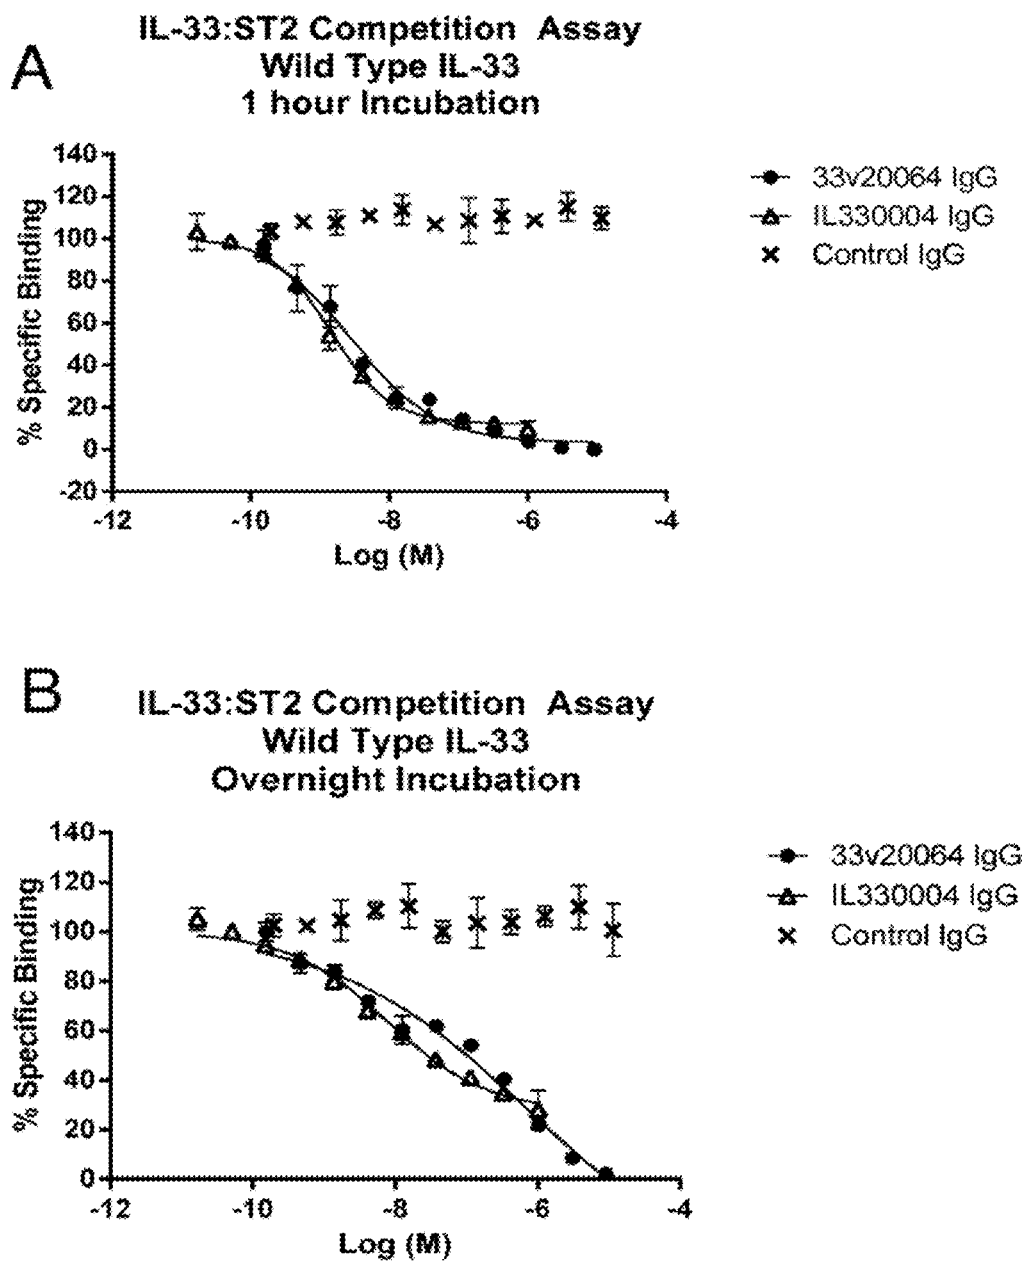 A
IL-33:ST2 Competition Assay
Wild Type IL-33
1 hour Incubation
140
120
100
80
60
40
20
0
-20
% Specific Binding
-12
-10
-8
-6
-4
Log (M)
33v20064 IgG
IL330004 IgG
Control IgG
B
IL-33:ST2 Competition Assay
Wild Type IL-33
Overnight Incubation
140
120
100
80
60
40
20
0
% Specific Binding
-12
-10
-8
-6
-4
Log (M)
33v20064 IgG
IL330004 IgG
Control IgG